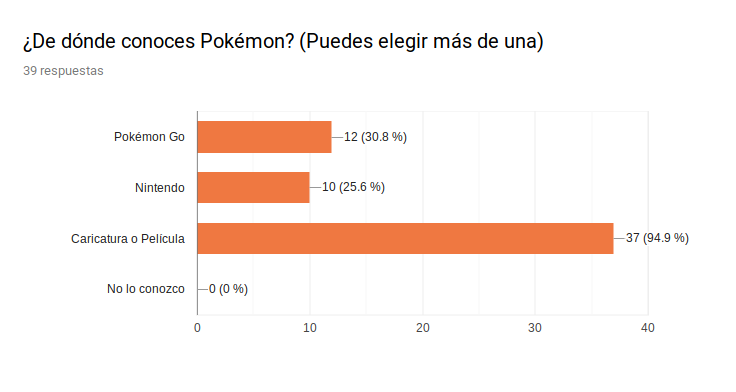 ¿De dónde conoces Pokémon? (Puedes elegir más de una)
39 respuestas
Pokémon Go 12 (30.8 %)
Nintendo 10 (25.6 %)
Caricatura o Película 37 (94.9 %)
No lo conozco 0 (0 %)
0 10 20 30 40